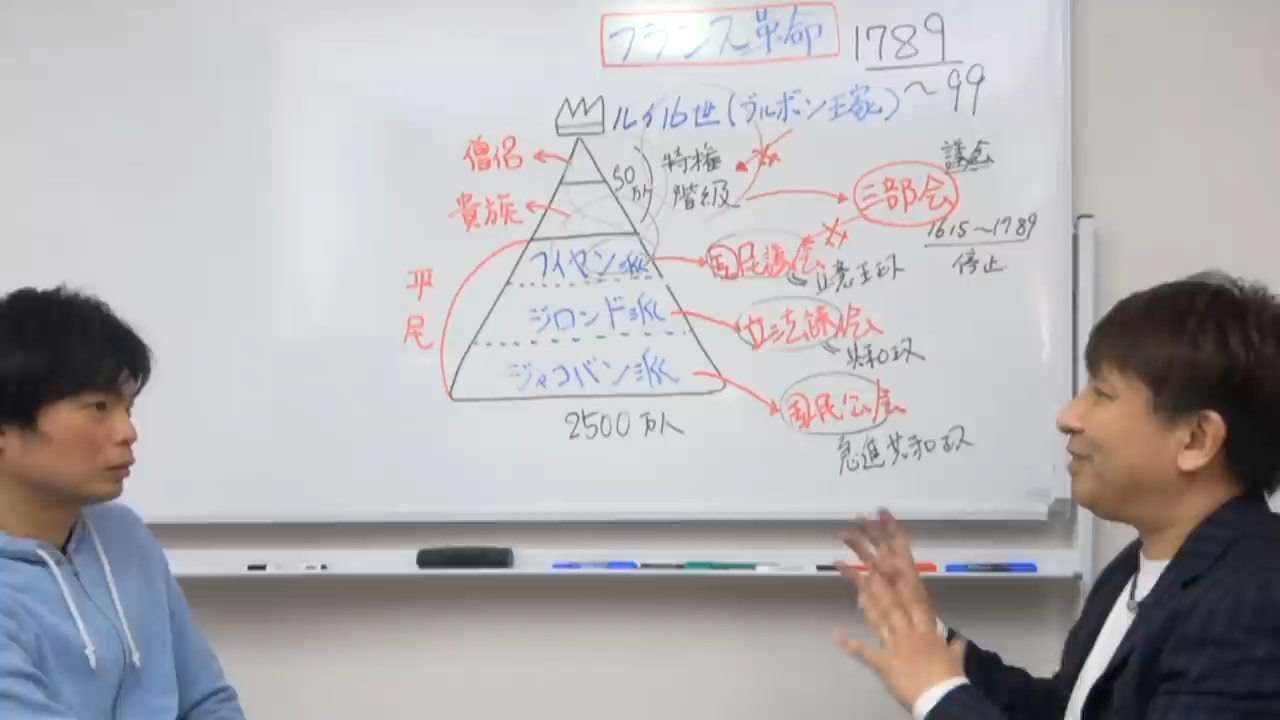 フランス革命 1789
～99
ルイ16世(ブルボン王家)
僧侶
50万
特権
階級
議会
三部会
1615～1789
停止
貴族
平民
フイヤン派
国民議会
立憲王政
ジロンド派
立法議会
共和政
ジャコバン派
国民公会
急進共和政
2500万人